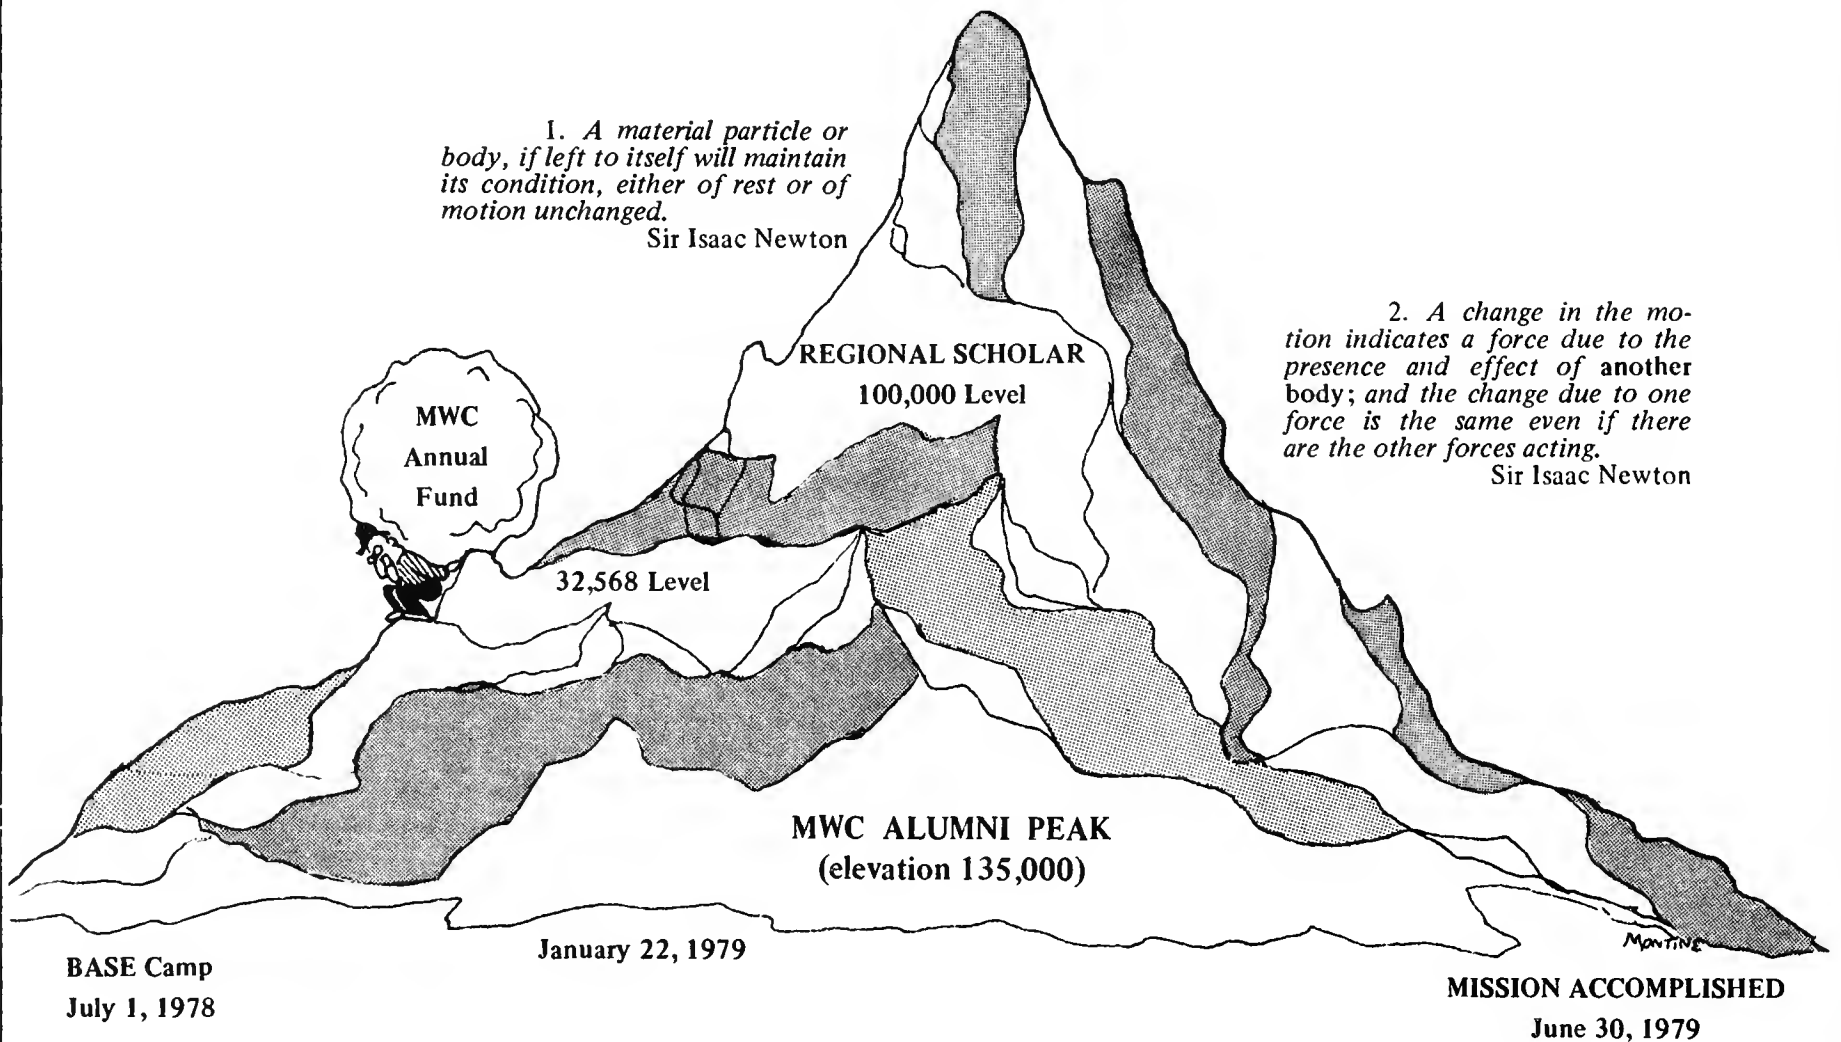 1. A material particle or
body, if left to itself will maintain
its condition, either of rest or of
motion unchanged.
Sir Isaac Newton
2. A change in the mo-
tion indicates a force due to the
presence and effect of another
body; and the change due to one
force is the same even if there
are the other forces acting.
Sir Isaac Newton
REGIONAL SCHOLAR
100,000 Level
MWC
Annual
Fund
32,568 Level
MWC ALUMNI PEAK
(elevation 135,000)
MONTINE
January 22, 1979
BASE Camp
July 1, 1978
MISSION ACCOMPLISHED
June 30, 1979